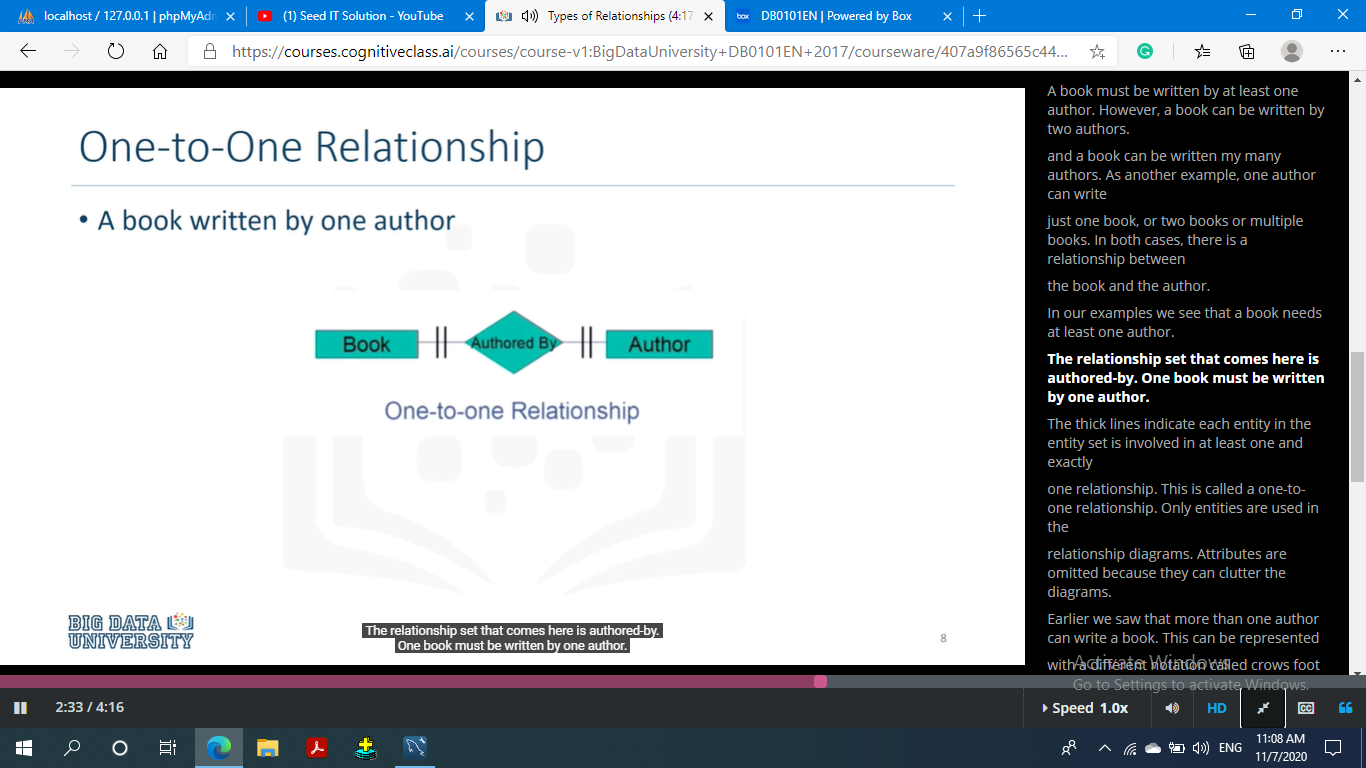 localhost / 127.0.0.1 | phpMyAdm
(1) Seed IT Solution - YouTube
Types of Relationships (4:17
box
DB0101EN | Powered by Box
https://courses.cognitiveclass.ai/courses/course-v1:BigDataUniversity+DB0101EN+2017/courseware/407a9f86565c44...
One-to-One Relationship
• A book written by one author
Book
Authored By
Author
One-to-one Relationship
BIG DATA
UNIVERSITY
The relationship set that comes here is authored-by.
One book must be written by one author.
8
A book must be written by at least one
author. However, a book can be written by
two authors.
and a book can be written my many
authors. As another example, one author
can write
just one book, or two books or multiple
books. In both cases, there is a
relationship between
the book and the author.
In our examples we see that a book needs
at least one author.
The relationship set that comes here is
authored-by. One book must be written
by one author.
The thick lines indicate each entity in the
entity set is involved in at least one and
exactly
one relationship. This is called a one-to-
one relationship. Only entities are used in
the
relationship diagrams. Attributes are
omitted because they can clutter the
diagrams.
Earlier we saw that more than one author
can write a book. This can be represented
with a different notation called crows foot
Activate Windows
Go to Settings to activate Windows.
2:33 / 4:16
Speed 1.0x
HD
CC
ENG
11:08 AM
11/7/2020